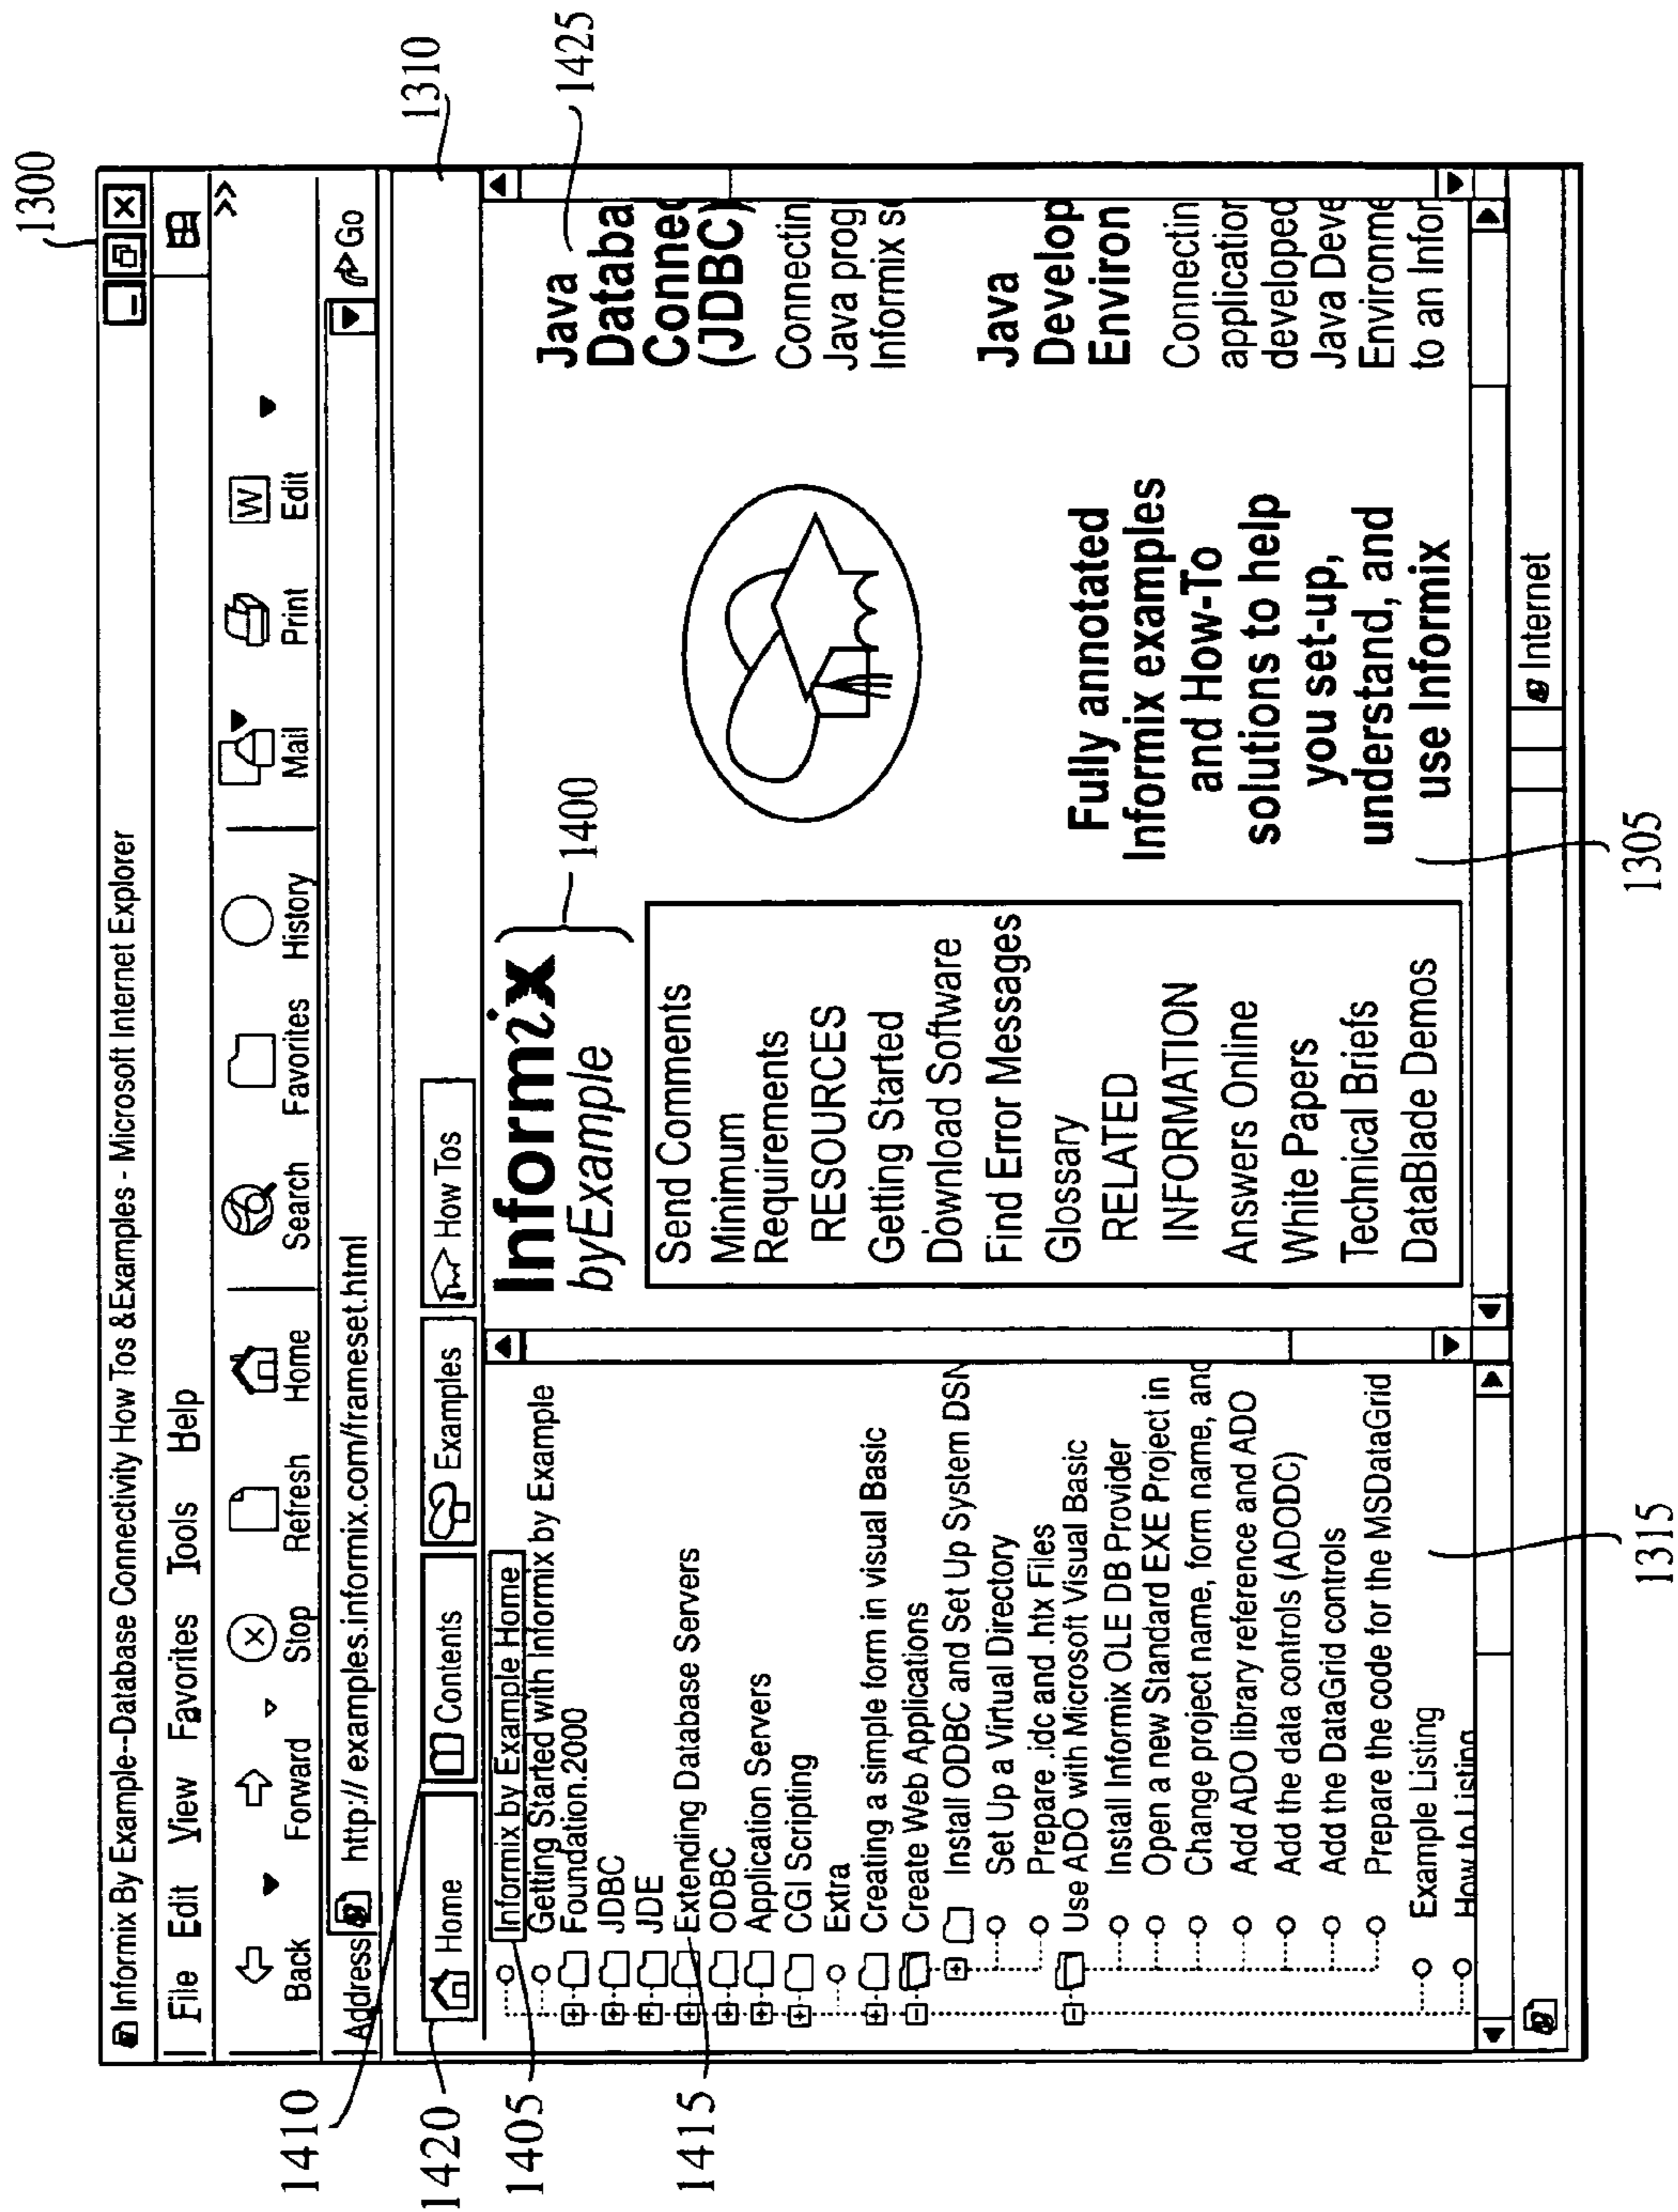 1300
Informix By Example--Database Connectivity How Tos &Examples - Microsoft Internet Explorer
File Edit View Favorites Tools Help
Back Forward Stop Refresh Home Search Favorites History Mail Print Edit
>>
Address http:// examples.informix.com/frameset.html Go
1310
1410
1420
Home Contents Examples How Tos
1405
Informix by Example Home
Getting Started with Informix by Example
Foundation.2000
JDBC
JDE
1415
Extending Database Servers
ODBC
Application Servers
CGI Scripting
Extra
Creating a simple form in visual Basic
Create Web Applications
Install ODBC and Set Up System DSN
Set Up a Virtual Directory
Prepare .idc and .htx Files
Use ADO with Microsoft Visual Basic
Install Informix OLE DB Provider
Open a new Standard EXE Project in
Change project name, form name, and
Add ADO library reference and ADO
Add the data controls (ADODC)
Add the DataGrid controls
Prepare the code for the MSDataGrid
Example Listing
How to Listing
1315
Informix
byExample
1400
Send Comments
Minimum
Requirements
RESOURCES
Getting Started
Download Software
Find Error Messages
Glossary
RELATED
INFORMATION
Answers Online
White Papers
Technical Briefs
DataBlade Demos
Fully annotated
Informix examples
and How-To
solutions to help
you set-up,
understand, and
use Informix
1305
Java
Databa
Connec
(JDBC)
1425
Connectin
Java prog
Informix se
Java
Develop
Environ
Connectin
application
developed
Java Deve
Environme
to an Infor
Internet